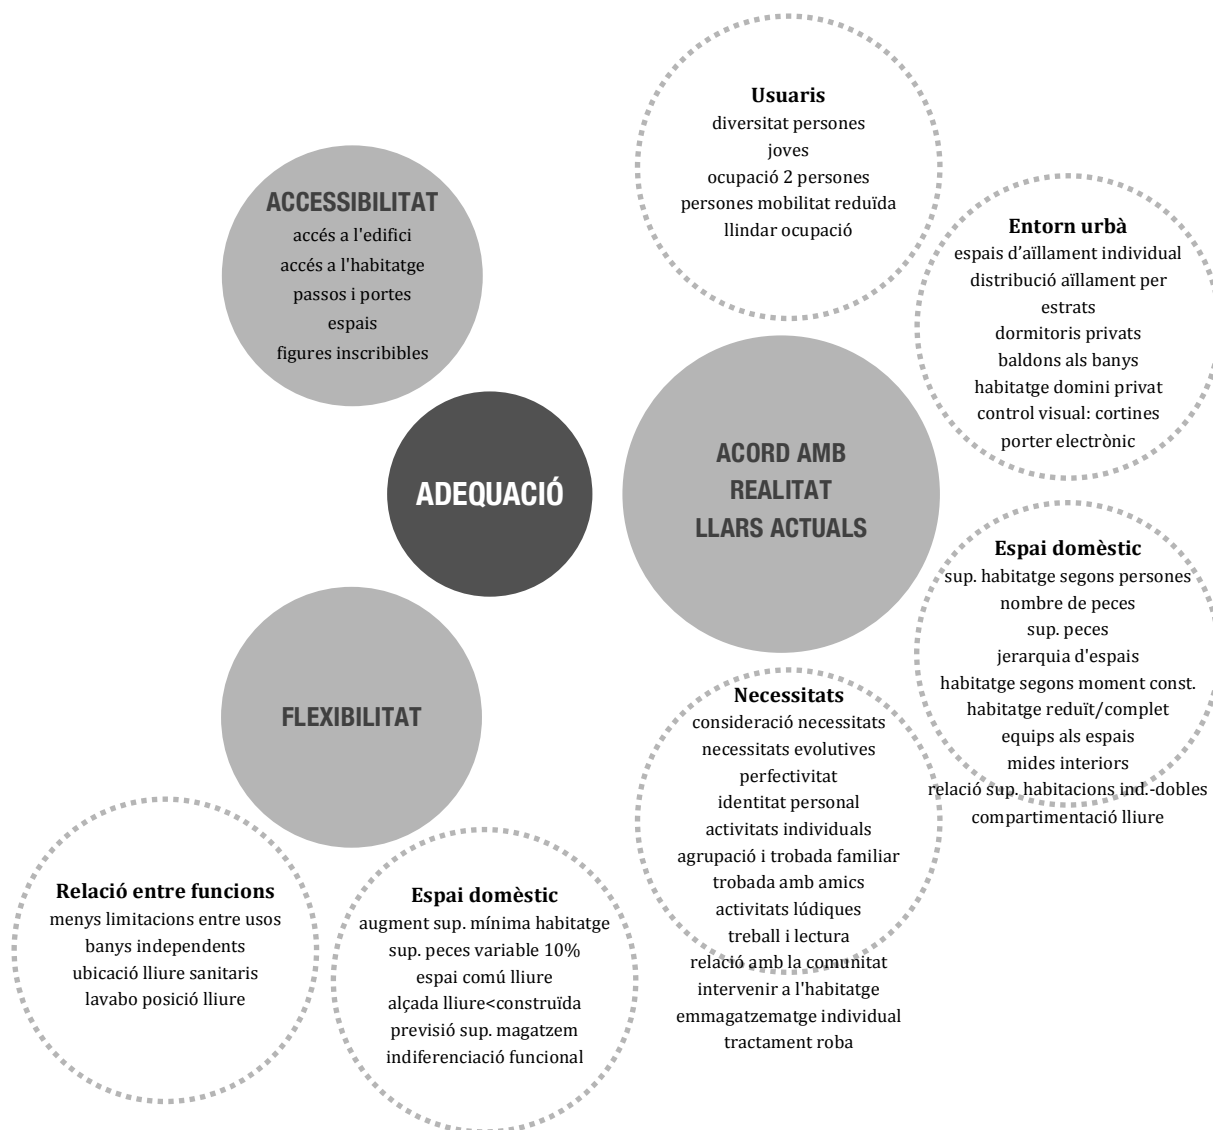 Usuaris
diversitat persones
joves
ocupació 2 persones
persones mobilitat reduïda
llindar ocupació
ACCESSIBILITAT
accés a l'edifici
accés a l'habitatge
passos i portes
espais
figures inscribibles
Entorn urbà
espais d’aïllament individual
distribució aïllament per
estrats
dormitoris privats
baldons als banys
habitatge domini privat
control visual: cortines
porter electrònic
ADEQUACIÓ
ACORD AMB
REALITAT
LLARS ACTUALS
Espai domèstic
sup. habitatge segons persones
nombre de peces
sup. peces
jerarquia d'espais
habitatge segons moment const.
habitatge reduït/complet
equips als espais
mides interiors
relació sup. habitacions ind.-dobles
compartimentació lliure
FLEXIBILITAT
Necessitats
consideració necessitats
necessitats evolutives
perfectivitat
identitat personal
activitats individuals
agrupació i trobada familiar
trobada amb amics
activitats lúdiques
treball i lectura
relació amb la comunitat
intervenir a l'habitatge
emmagatzematge individual
tractament roba
Relació entre funcions
menys limitacions entre usos
banys independents
ubicació lliure sanitaris
lavabo posició lliure
Espai domèstic
augment sup. mínima habitatge
sup. peces variable 10%
espai comú lliure
alçada lliure<construïda
previsió sup. magatzem
indiferenciació funcional